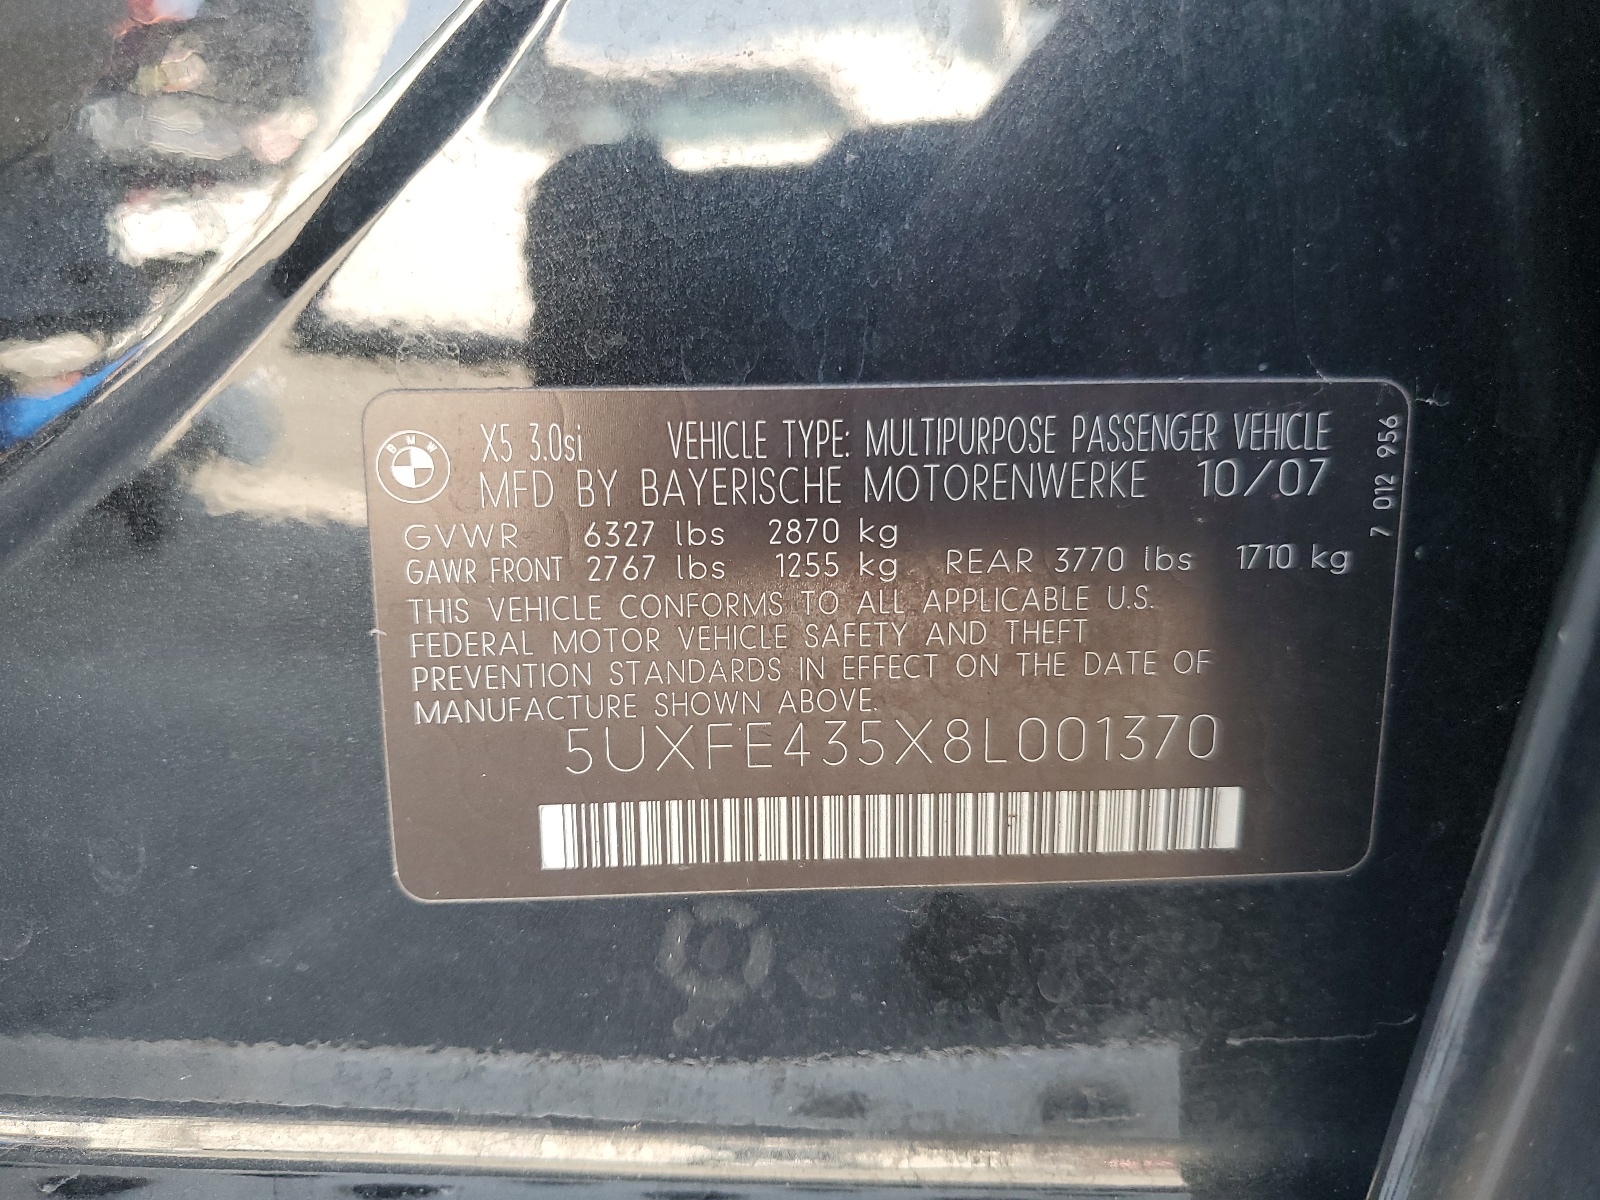 BMW
X5 3.0si VEHICLE TYPE: MULTIPURPOSE PASSENGER VEHICLE
MFD BY BAYERISCHE MOTORENWERKE 10/07
GVWR 6327 lbs 2870 kg
GAWR FRONT 2767 lbs 1255 kg REAR 3770 lbs 1710 kg
THIS VEHICLE CONFORMS TO ALL APPLICABLE U.S.
FEDERAL MOTOR VEHICLE SAFETY AND THEFT
PREVENTION STANDARDS IN EFFECT ON THE DATE OF
MANUFACTURE SHOWN ABOVE.
5UXFE435X8L001370
7 012 956